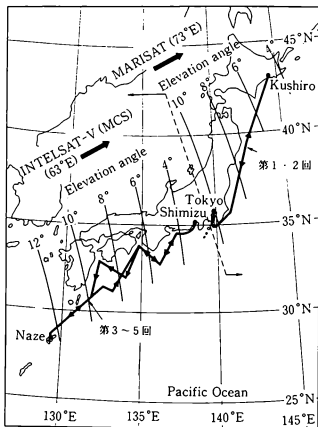 MARISAT (73°E)
45°N
Elevation angle
4°
6°
8°
10°
Kushiro
INTELSAT-V (MCS)
(63°E)
40°N
第1・2回
Elevation angle
4°
6°
8°
10°
12°
Tokyo
Shimizu
35°N
30°N
Naze
第3～5回
Pacific Ocean
25°N
130°E
135°E
140°E
145°E